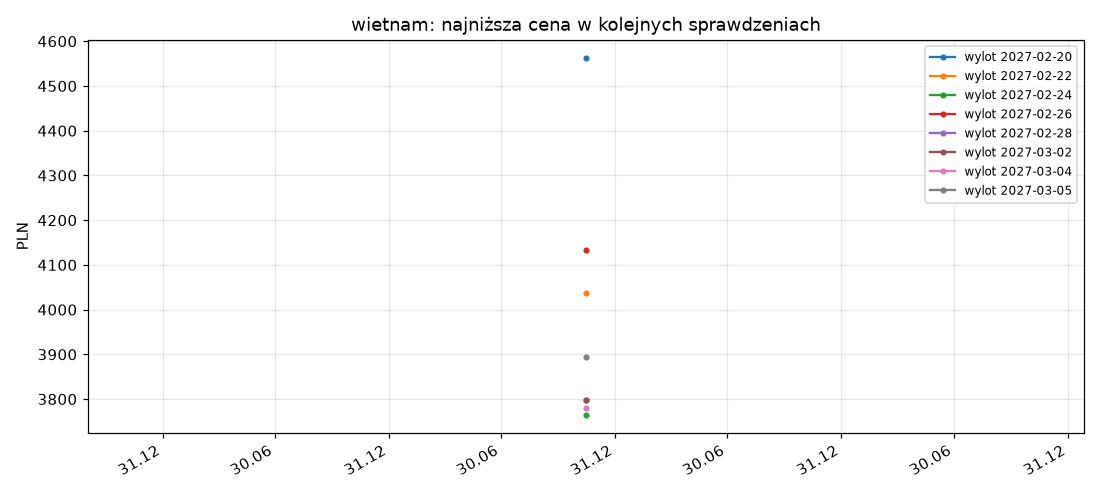 wietnam: najniższa cena w kolejnych sprawdzeniach
4600
4500
4400
4300
4200
4100
4000
3900
3800
PLN
wylot 2027-02-20
wylot 2027-02-22
wylot 2027-02-24
wylot 2027-02-26
wylot 2027-02-28
wylot 2027-03-02
wylot 2027-03-04
wylot 2027-03-05
31.12
30.06
31.12
30.06
31.12
30.06
31.12
30.06
31.12